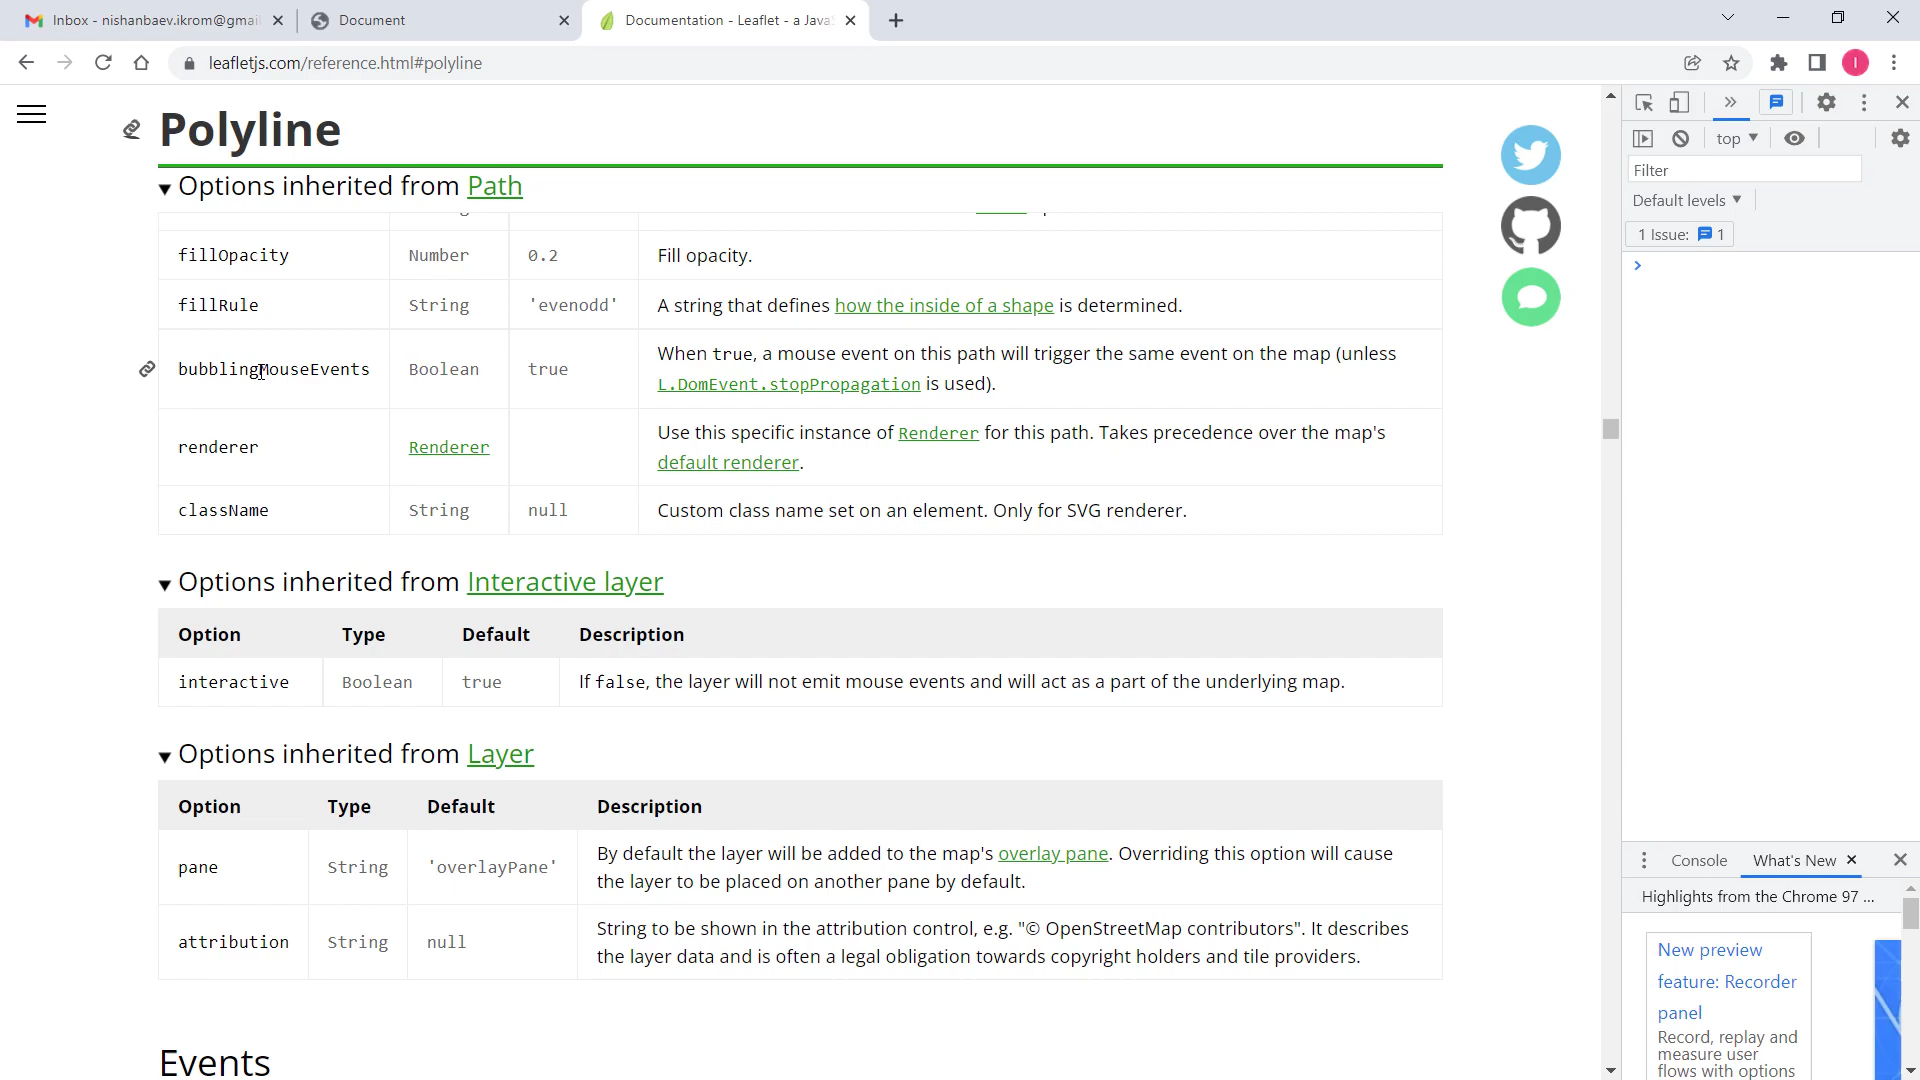 Inbox - nishanbaev.ikrom@gmai
Document
Documentation - Leaflet - a Java
leafletjs.com/reference.html#polyline
Polyline
Options inherited from Path
fillOpacity Number 0.2 Fill opacity.
fillRule String 'evenodd' A string that defines how the inside of a shape is determined.
bubblingMouseEvents Boolean true When true, a mouse event on this path will trigger the same event on the map (unless
L.DomEvent.stopPropagation is used).
renderer Renderer Use this specific instance of Renderer for this path. Takes precedence over the map's
default renderer.
className String null Custom class name set on an element. Only for SVG renderer.
Options inherited from Interactive layer
Option Type Default Description
interactive Boolean true If false, the layer will not emit mouse events and will act as a part of the underlying map.
Options inherited from Layer
Option Type Default Description
pane String 'overlayPane' By default the layer will be added to the map's overlay pane. Overriding this option will cause
the layer to be placed on another pane by default.
attribution String null String to be shown in the attribution control, e.g. "© OpenStreetMap contributors". It describes
the layer data and is often a legal obligation towards copyright holders and tile providers.
Events
I
top
Filter
Default levels
1 Issue: 1
Console What's New
Highlights from the Chrome 97 ...
New preview
feature: Recorder
panel
Record, replay and
measure user
flows with options